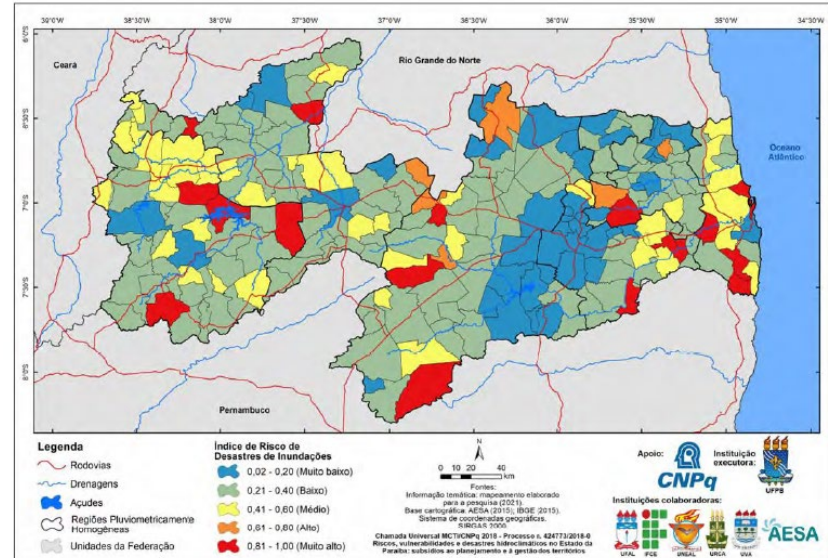 39°0'W 38°30'W 38°0'W 37°30'W 37°0'W 36°30'W 36°0'W 35°30'W 35°0'W 34°30'W
6°0'S
6°30'S
7°0'S
7°30'S
8°0'S
Ceará
Rio Grande do Norte
Oceano
Atlântico
Pernambuco
Legenda
Rodovias
Drenagens
Açudes
Regiões Pluviometricamente
Homogêneas
Unidades da Federação
Índice de Risco de
Desastres de Inundações
0,02 - 0,20 (Muito baixo)
0,21 - 0,40 (Baixo)
0,41 - 0,60 (Médio)
0,61 - 0,80 (Alto)
0,81 - 1,00 (Muito alto)
N
0 10 20 40
km
Fontes:
Informação temática: mapeamento elaborado
para a pesquisa (2021).
Base cartográfica: AESA (2015); IBGE (2015).
Sistema de coordenadas geográficas.
SIRGAS 2000.
Chamada Universal MCTI/CNPq 2018 - Processo n. 424773/2018-0
Riscos, vulnerabilidades e desastres hidroclimáticos no Estado da
Paraíba: subsídios ao planejamento e à gestão dos territórios
Apoio:
CNPq
Instituição
executora:
UFPB
Instituições colaboradoras:
UFAL IFCE UNEAL URCA UVA
AESA